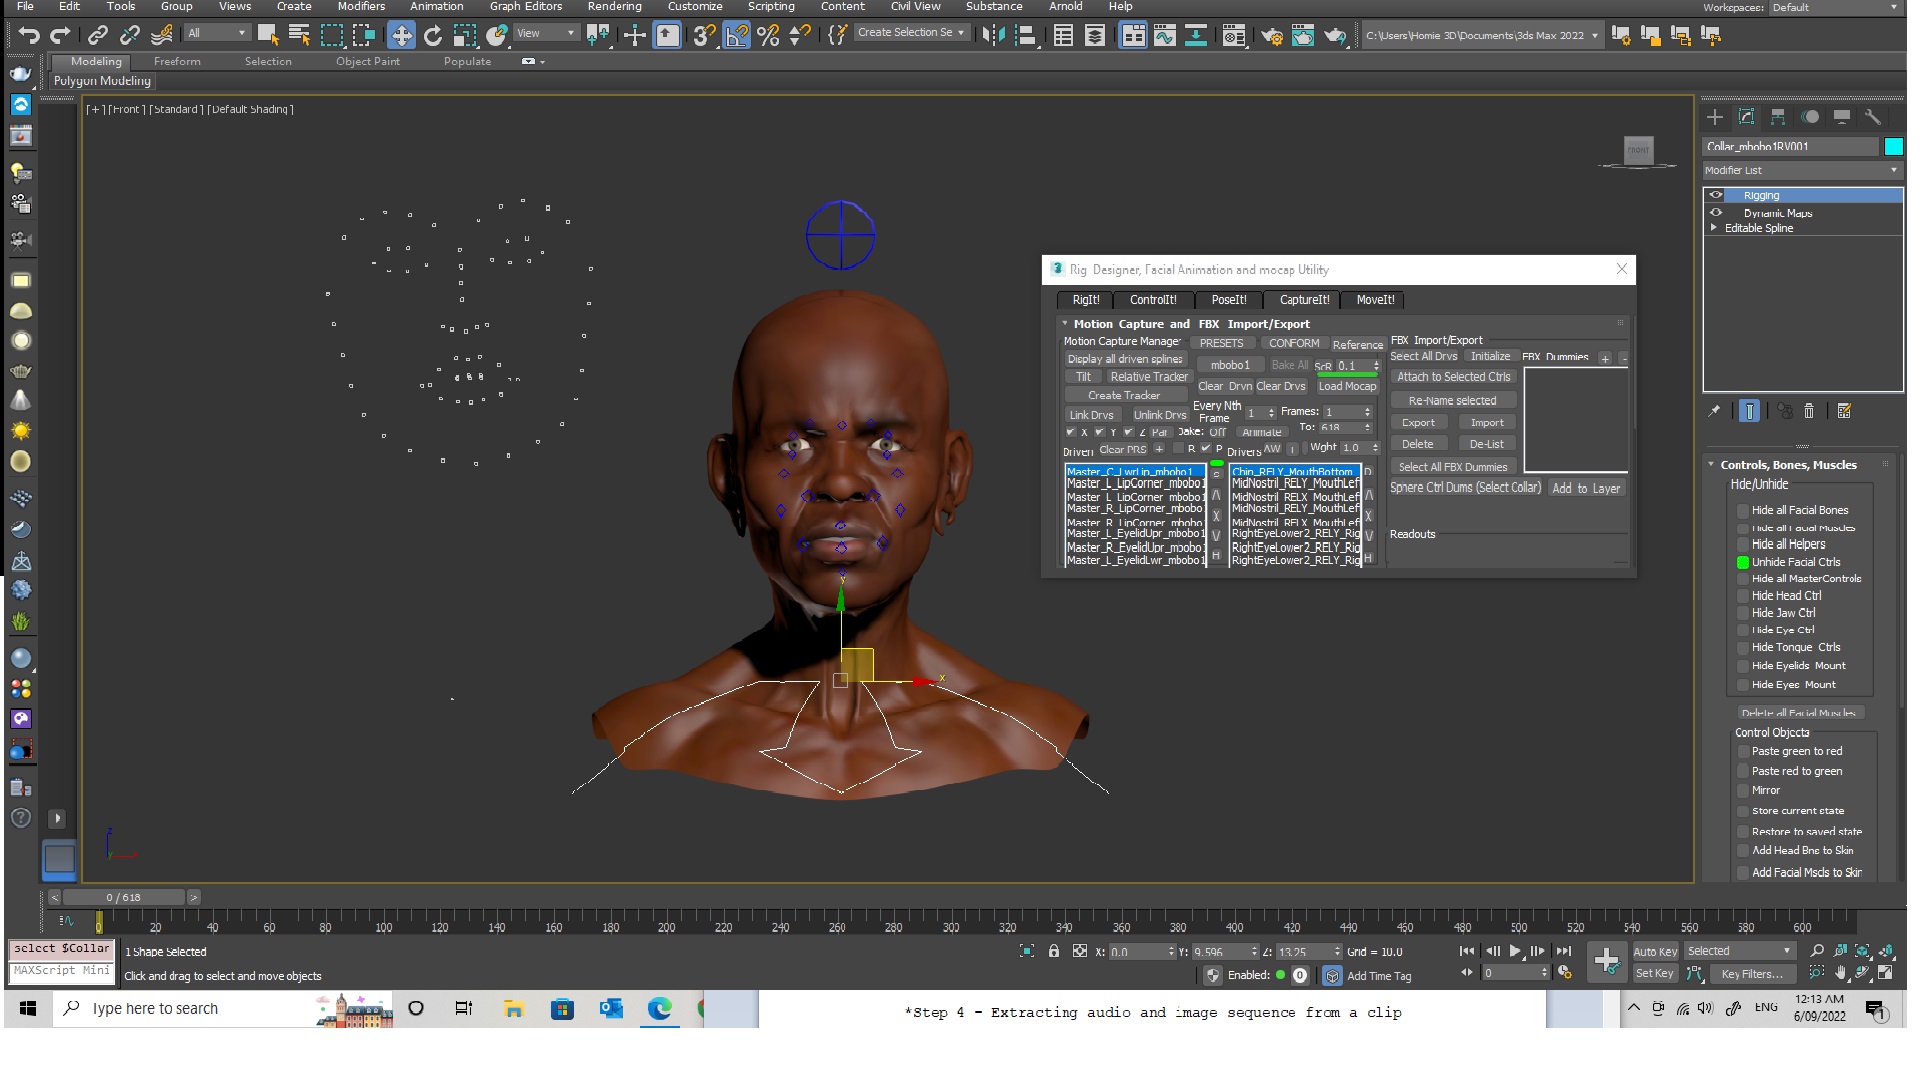 File Edit Tools Group Views Create Modifiers Animation Graph Editors Rendering Customize Scripting Content Civil View Substance Arnold Help Workspaces: Default
All View Create Selection Se C:\Users\Homie 3D\Documents\3ds Max 2022
Modeling Freeform Selection Object Paint Populate
Polygon Modeling
[+] [Front] [Standard] [Default Shading]
FRONT
Rig Designer, Facial Animation and mocap Utility
RigIt! ControlIt! PoseIt! CaptureIt! MoveIt!
Motion Capture and FBX Import/Export
Motion Capture Manager PRESETS CONFORM Reference
Display all driven splines mbobo1 Bake All ScR 0.1
Tilt Relative Tracker Clear Drvn Clear Drvs Load Mocap
Create Tracker
Link Drvs Unlink Drvs Every Nth Frame 1 Frames: 1
X Y Z Par Bake: Off Animate To: 618
Driven Clear PRS + R P Drivers AW Wght 1.0
Master_C_LwrLip_mbobo1
Master_L_LipCorner_mbobo1
Master_L_LipCorner_mbobo1
Master_R_LipCorner_mbobo1
Master_R_LipCorner_mbobo
Master_L_EyelidUpr_mbobo1
Master_R_EyelidUpr_mbobo1
Master_L_EyelidLwr_mbobo1
S
H
Chin_RELY_MouthBottom
MidNostril_RELY_MouthLef
MidNostril_RELX_MouthLef
MidNostril_RELY_MouthLef
MidNostril_RELX_MouthLef
RightEyeLower2_RELY_Rig
RightEyeLower2_RELY_Rig
RightEyeLower2_RELY_Rig
D
H
FBX Import/Export
Select All Drvs Initialize FBX Dummies + -
Attach to Selected Ctrls
Re-Name selected
Export Import
Delete De-List
Select All FBX Dummies
Sphere Ctrl Dums (Select Collar) Add to Layer
Readouts
Collar_mbobo1RV001
Modifier List
Rigging
Dynamic Maps
Editable Spline
Controls, Bones, Muscles
Hde/Unhide
Hide all Facial Bones
Hide all Facial Muscles
Hide all Helpers
Unhide Facial Ctrls
Hide all MasterControls
Hide Head Ctrl
Hide Jaw Ctrl
Hide Eye Ctrl
Hide Tongue Ctrls
Hide Eyelids Mount
Hide Eyes Mount
Delete all Facial Muscles
Control Objects
Paste green to red
Paste red to green
Mirror
Store current state
Restore to saved state
Add Head Bns to Skin
Add Facial Mscls to Skin
y
x
z
< 0 / 618 >
0 20 40 60 80 100 120 140 160 180 200 220 240 260 280 300 320 340 360 380 400 420 440 460 480 500 520 540 560 580 600
select $Collar 1 Shape Selected X: 0.0 Y: 9.596 Z: 13.25 Grid = 10.0 Auto Key Selected
MAXScript Mini Click and drag to select and move objects Enabled: 0 Add Time Tag 0 Set Key Key Filters...
Type here to search *Step 4 - Extracting audio and image sequence from a clip ENG 12:13 AM
6/09/2022 1